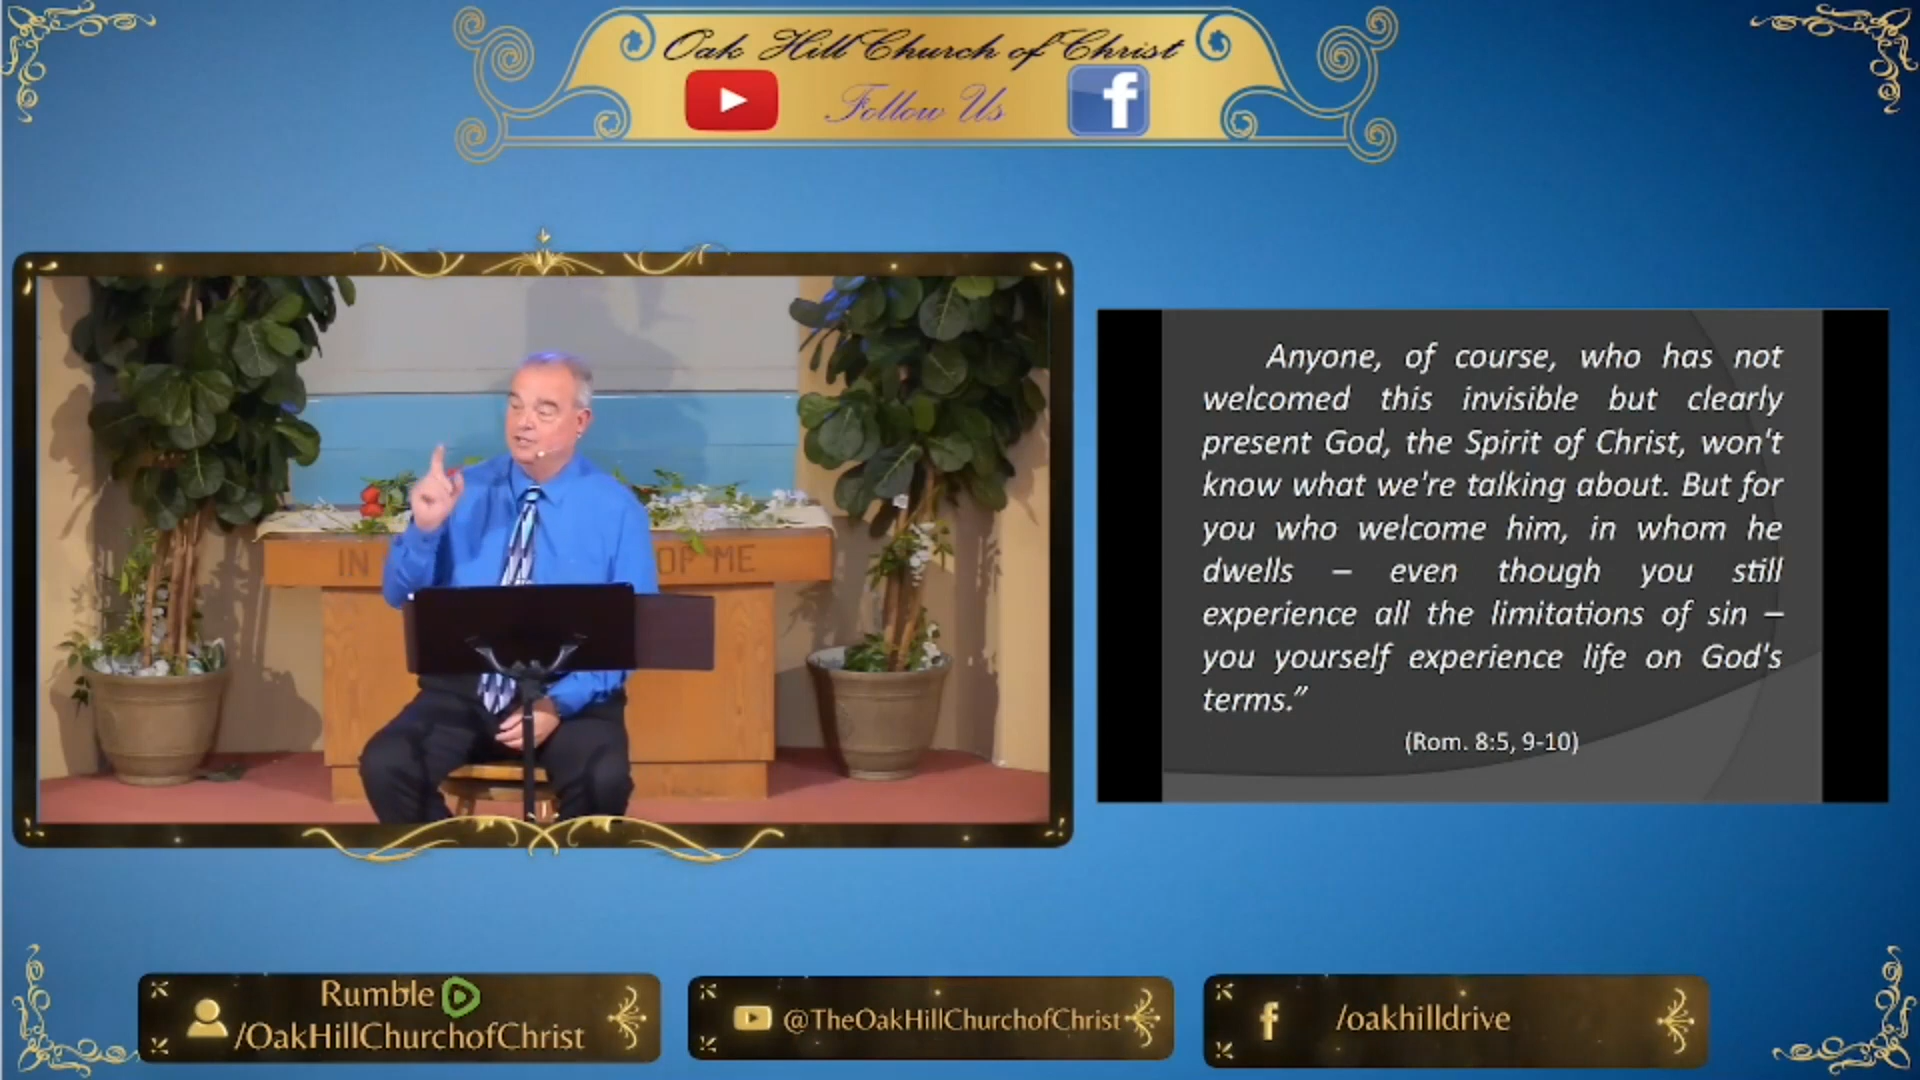 Oak Hill Church of Christ
Follow Us
IN OF ME
Anyone, of course, who has not
welcomed this invisible but clearly
present God, the Spirit of Christ, won't
know what we're talking about. But for
you who welcome him, in whom he
dwells – even though you still
experience all the limitations of sin –
you yourself experience life on God's
terms.”
(Rom. 8:5, 9-10)
Rumble
/OakHillChurchofChrist
@TheOakHillChurchofChrist
/oakhilldrive